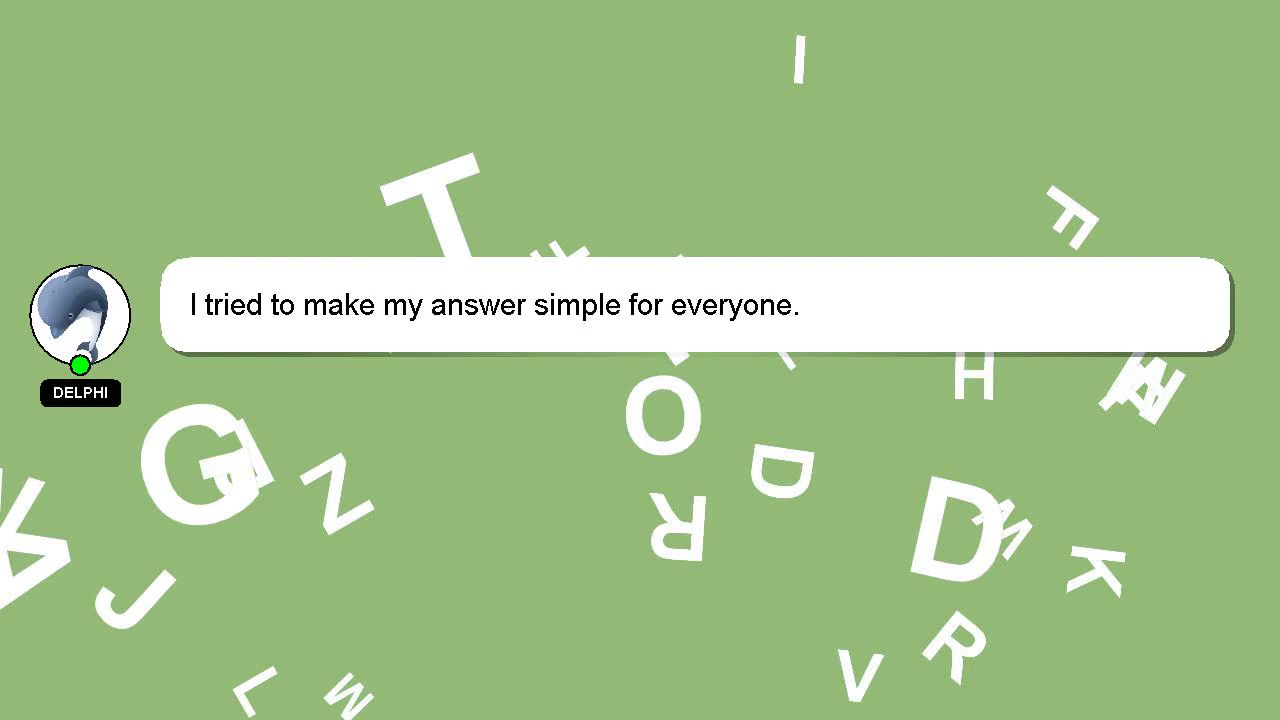 I
T
F
I tried to make my answer simple for everyone.
DELPHI
H
O
G
D
N
D
R
M
K
J
R
V
L
M